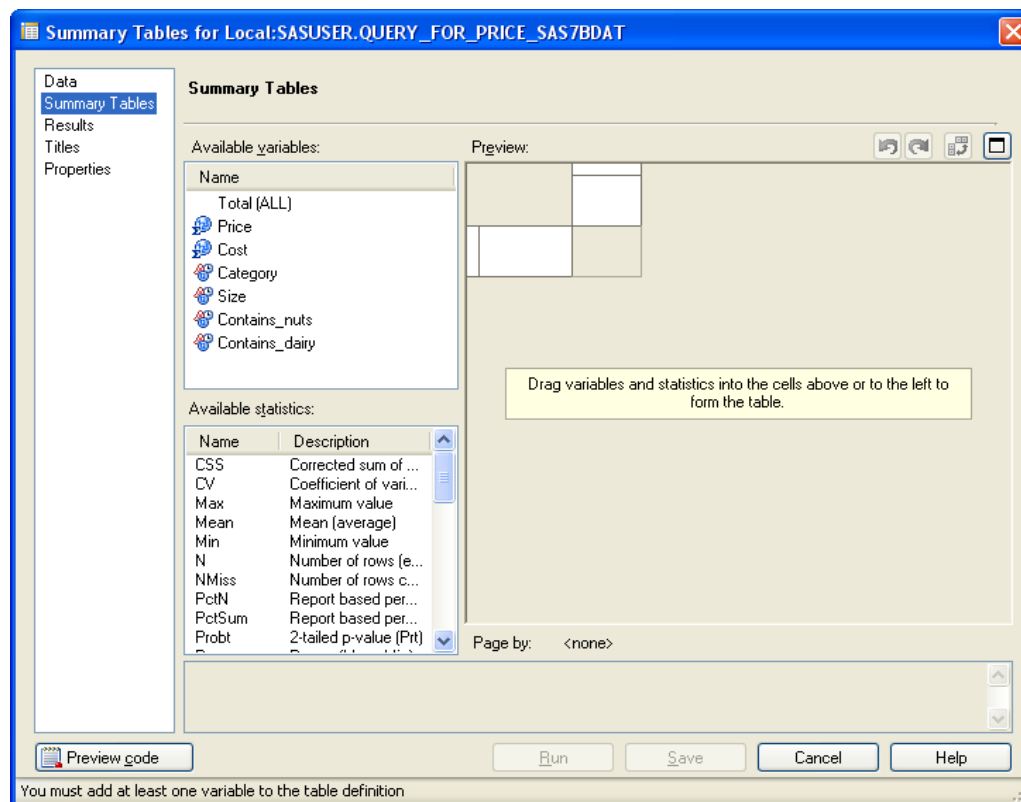 Summary Tables for Local:SASUSER.QUERY_FOR_PRICE_SAS7BDAT
Data
Summary Tables
Results
Titles
Properties
Summary Tables
Available variables:
Name
Total (ALL)
Price
Cost
Category
Size
Contains_nuts
Contains_dairy
Available statistics:
Name Description
CSS Corrected sum of ...
CV Coefficient of vari...
Max Maximum value
Mean Mean (average)
Min Minimum value
N Number of rows (e...
NMiss Number of rows c...
PctN Report based per...
PctSum Report based per...
Probt 2-tailed p-value (Prt)
Preview:
Drag variables and statistics into the cells above or to the left to
form the table.
Page by: <none>
Preview code
Run
Save
Cancel
Help
You must add at least one variable to the table definition